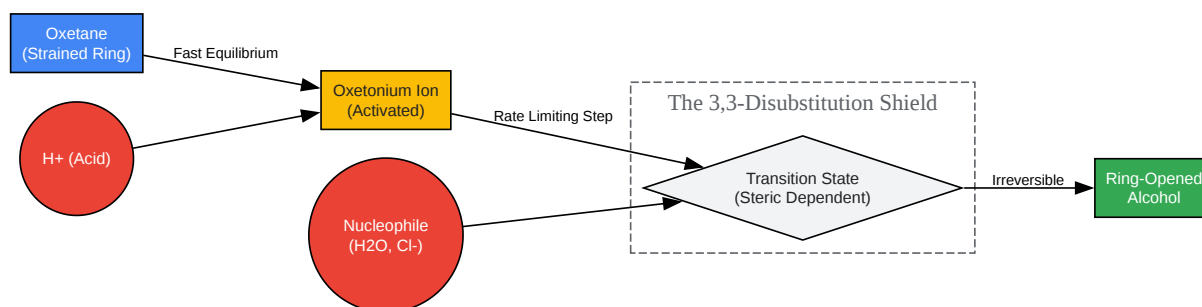 Oxetane
(Strained Ring)
Fast Equilibrium
H+ (Acid)
Oxetonium Ion
(Activated)
Rate Limiting Step
Nucleophile
(H2O, Cl-)
The 3,3-Disubstitution Shield
Transition State
(Steric Dependent)
Irreversible
Ring-Opened
Alcohol